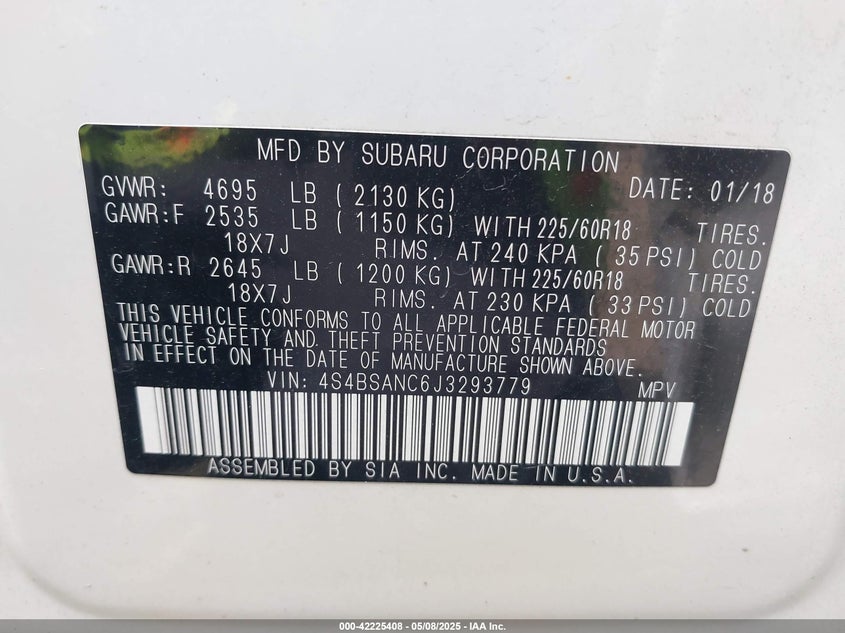 MFD BY SUBARU CORPORATION
GVWR: 4695 LB ( 2130 KG) DATE: 01/18
GAWR:F 2535 LB ( 1150 KG) WITH 225/60R18 TIRES.
18X7J RIMS. AT 240 KPA ( 35 PSI) COLD
GAWR:R 2645 LB ( 1200 KG) WITH 225/60R18 TIRES.
18X7J RIMS. AT 230 KPA ( 33 PSI) COLD
THIS VEHICLE CONFORMS TO ALL APPLICABLE FEDERAL MOTOR
VEHICLE SAFETY AND THEFT PREVENTION STANDARDS
IN EFFECT ON THE DATE OF MANUFACTURE SHOWN ABOVE.
VIN: 4S4BSANC6J3293779 MPV
ASSEMBLED BY SIA INC. MADE IN U.S.A.
000-42225408 - 05/08/2025 - IAA Inc.